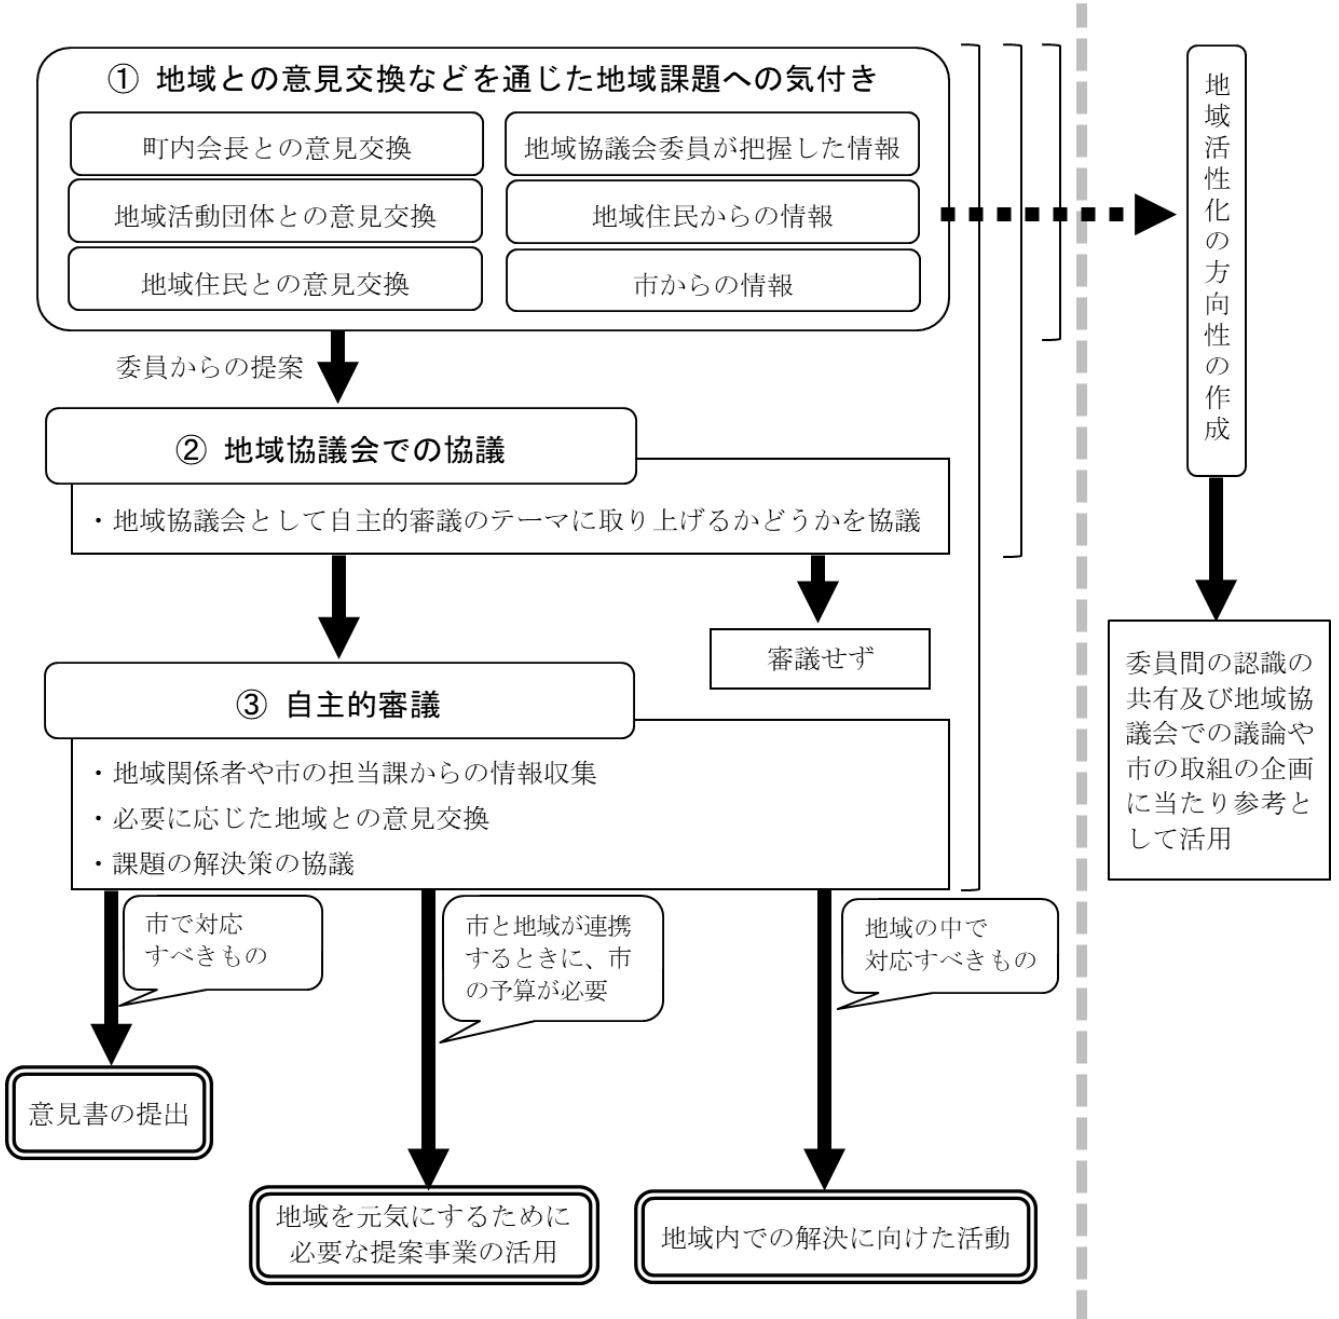 ① 地域との意見交換などを通じた地域課題への気付き
町内会長との意見交換
地域協議会委員が把握した情報
地域活動団体との意見交換
地域住民からの情報
地域住民との意見交換
市からの情報
委員からの提案
② 地域協議会での協議
・地域協議会として自主的審議のテーマに取り上げるかどうかを協議
審議せず
③ 自主的審議
・地域関係者や市の担当課からの情報収集
・必要に応じた地域との意見交換
・課題の解決策の協議
市で対応
すべきもの
市と地域が連携
するときに、市
の予算が必要
地域の中で
対応すべきもの
意見書の提出
地域を元気にするために
必要な提案事業の活用
地域内での解決に向けた活動
地域活性化の方向性の作成
委員間の認識の
共有及び地域協
議会での議論や
市の取組の企画
に当たり参考と
して活用